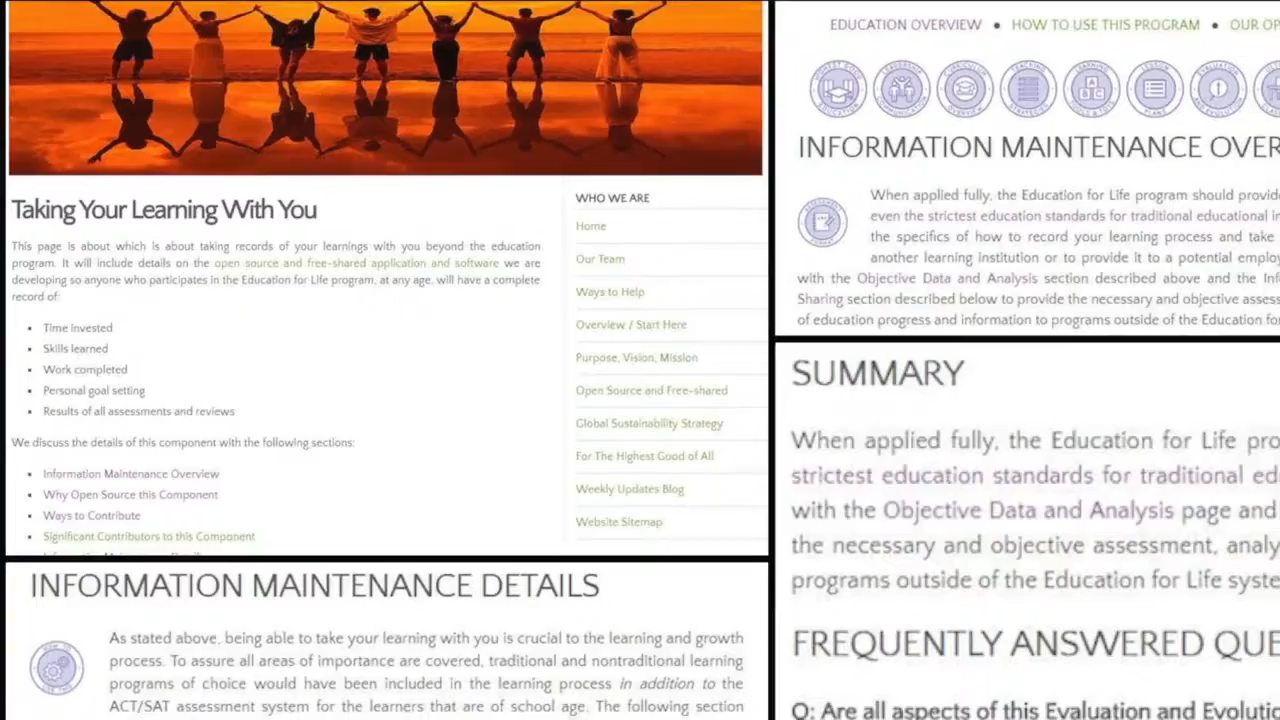 Taking Your Learning With You
This page is about which is about taking records of your learnings with you beyond the education
program. It will include details on the open source and free-shared application and software we are
developing so anyone who participates in the Education for Life program, at any age, will have a complete
record of:
Time invested
Skills learned
Work completed
Personal goal setting
Results of all assessments and reviews
We discuss the details of this component with the following sections:
Information Maintenance Overview
Why Open Source this Component
Ways to Contribute
Significant Contributors to this Component
WHO WE ARE
Home
Our Team
Ways to Help
Overview / Start Here
Purpose, Vision, Mission
Open Source and Free-shared
Global Sustainability Strategy
For The Highest Good of All
Weekly Updates Blog
Website Sitemap
INFORMATION MAINTENANCE DETAILS
As stated above, being able to take your learning with you is crucial to the learning and growth
process. To assure all areas of importance are covered, traditional and nontraditional learning
programs of choice would have been included in the learning process in addition to the
ACT/SAT assessment system for the learners that are of school age. The following section
EDUCATION OVERVIEW ● HOW TO USE THIS PROGRAM ● OUR OP
INFORMATION MAINTENANCE OVER
When applied fully, the Education for Life program should provid
even the strictest education standards for traditional educational i
the specifics of how to record your learning process and take
another learning institution or to provide it to a potential employ
with the Objective Data and Analysis section described above and the Inf
Sharing section described below to provide the necessary and objective asses
of education progress and information to programs outside of the Education fo
SUMMARY
When applied fully, the Education for Life pro
strictest education standards for traditional ed
with the Objective Data and Analysis page and
the necessary and objective assessment, analy
programs outside of the Education for Life syste
FREQUENTLY ANSWERED QUE
Q: Are all aspects of this Evaluation and Evolutio